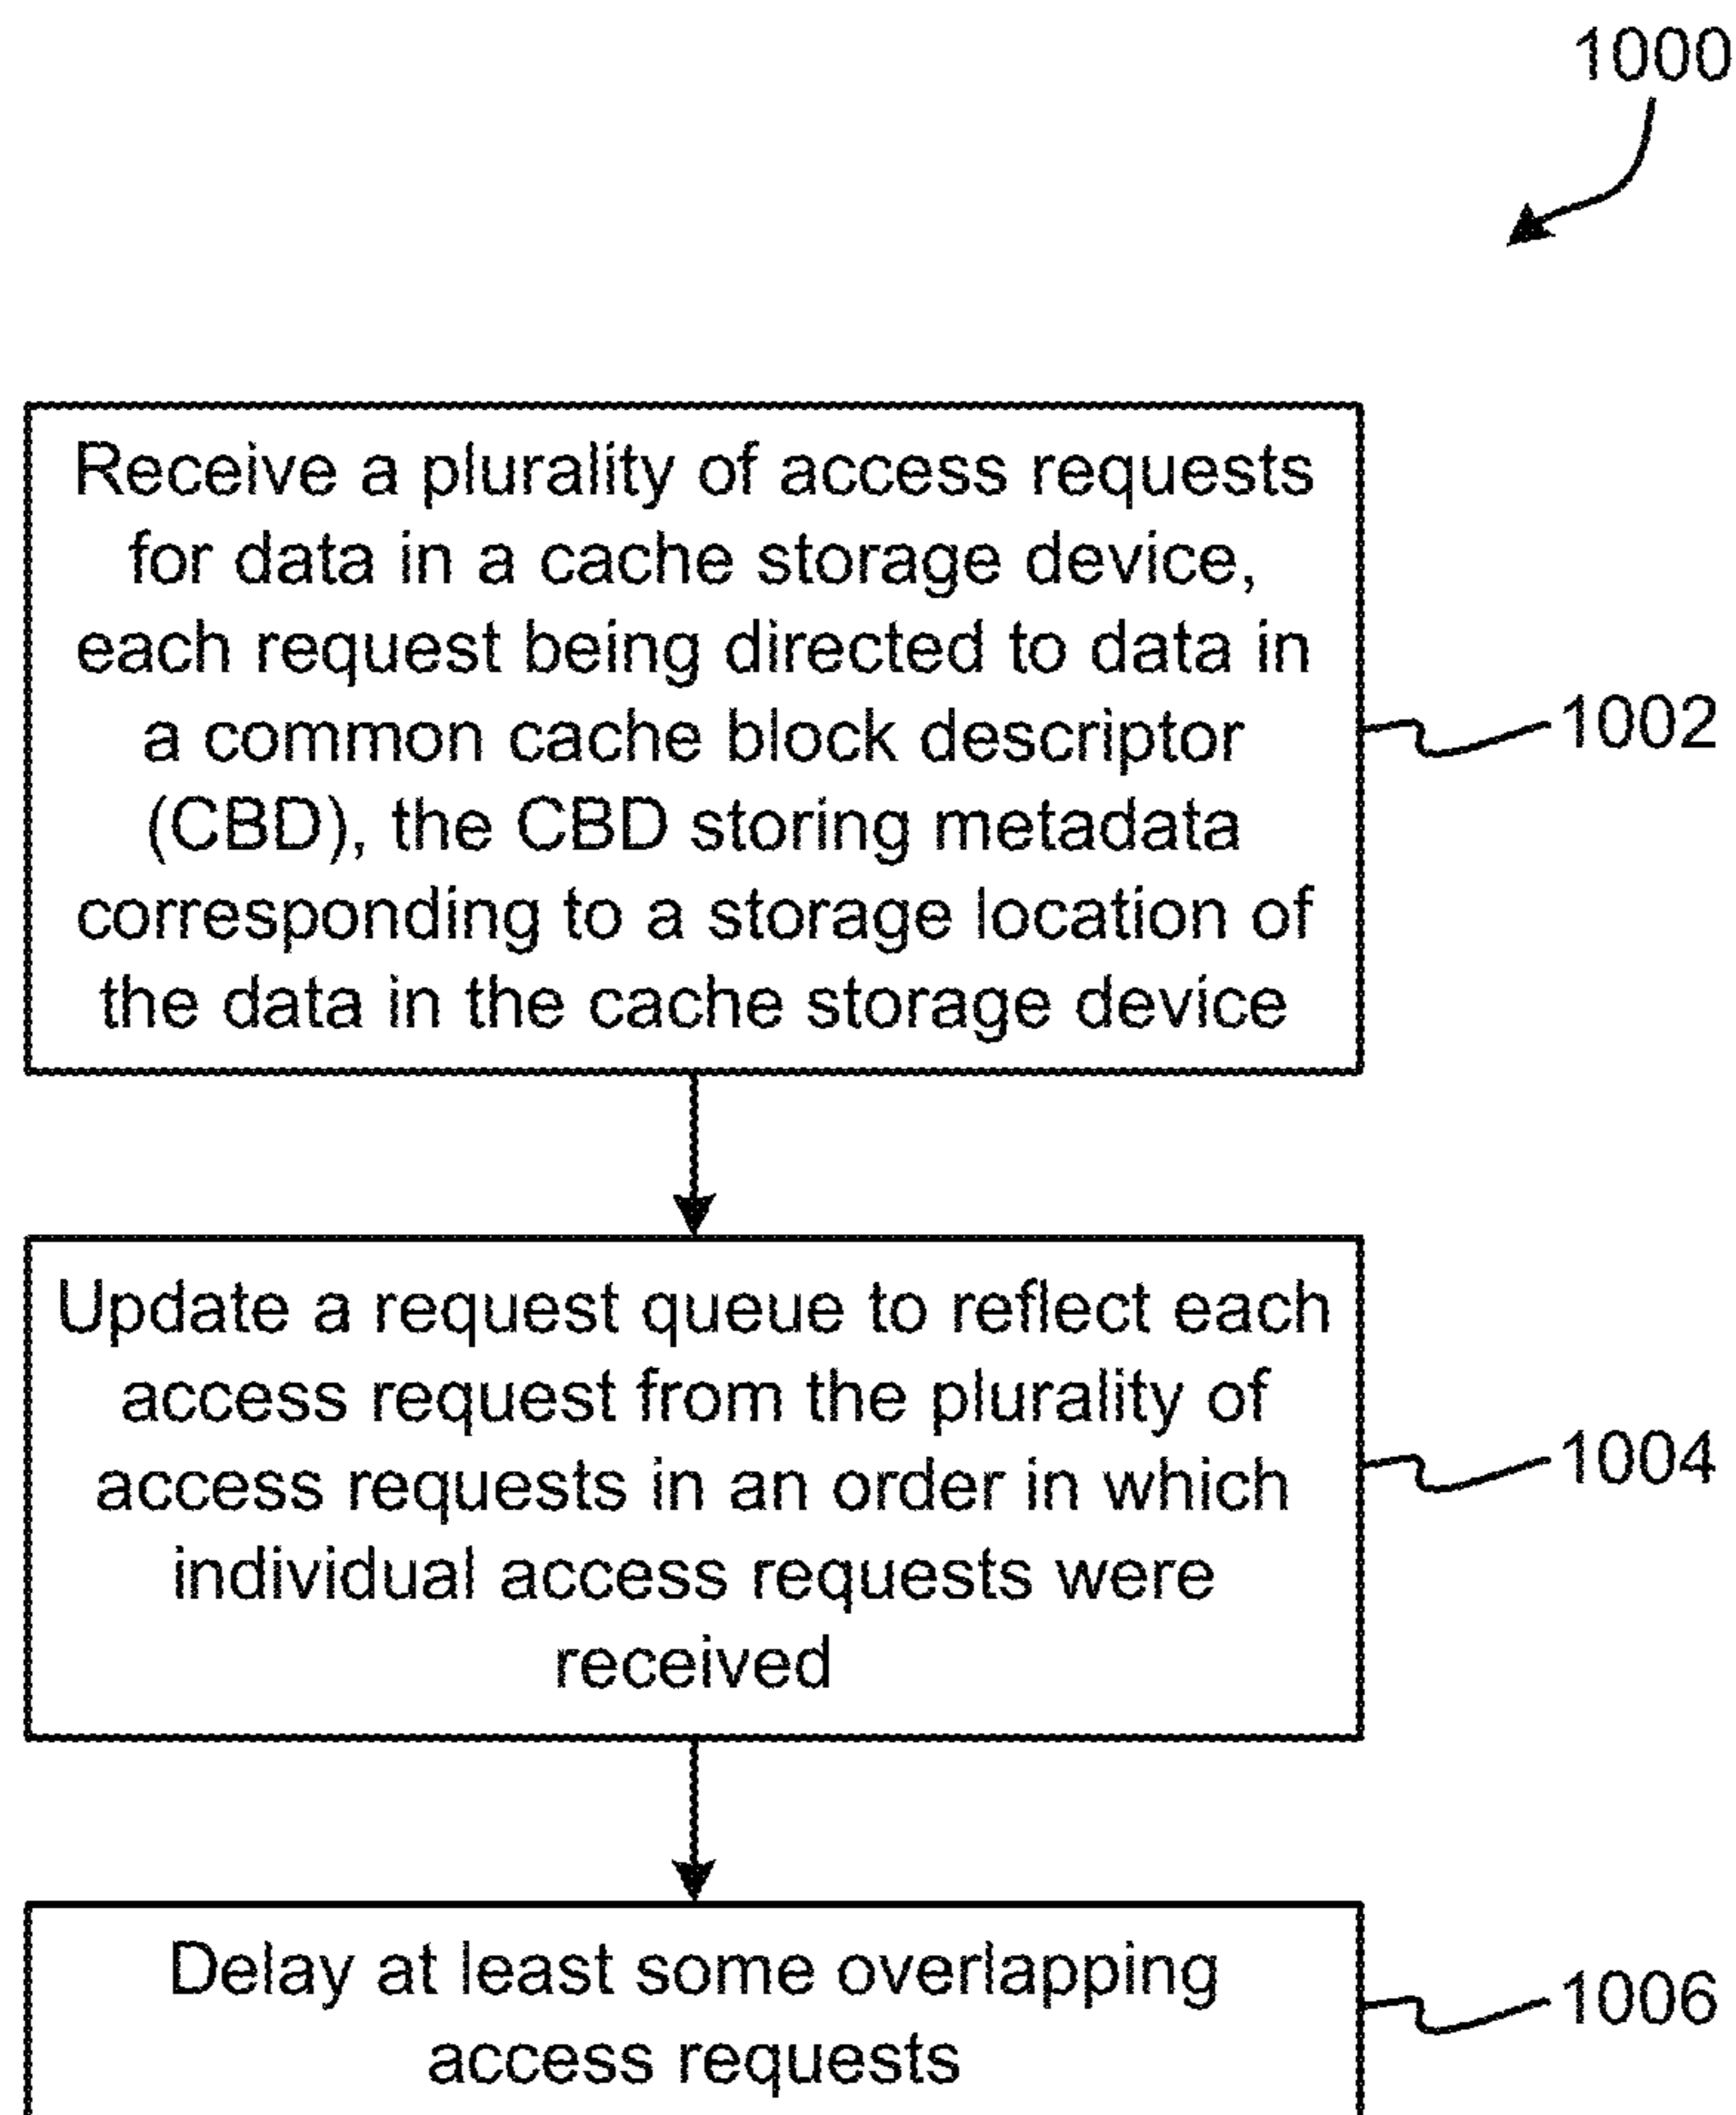 1000
Receive a plurality of access requests
for data in a cache storage device,
each request being directed to data in
a common cache block descriptor
(CBD), the CBD storing metadata
corresponding to a storage location of
the data in the cache storage device
1002
Update a request queue to reflect each
access request from the plurality of
access requests in an order in which
individual access requests were
received
1004
Delay at least some overlapping
access requests
1006